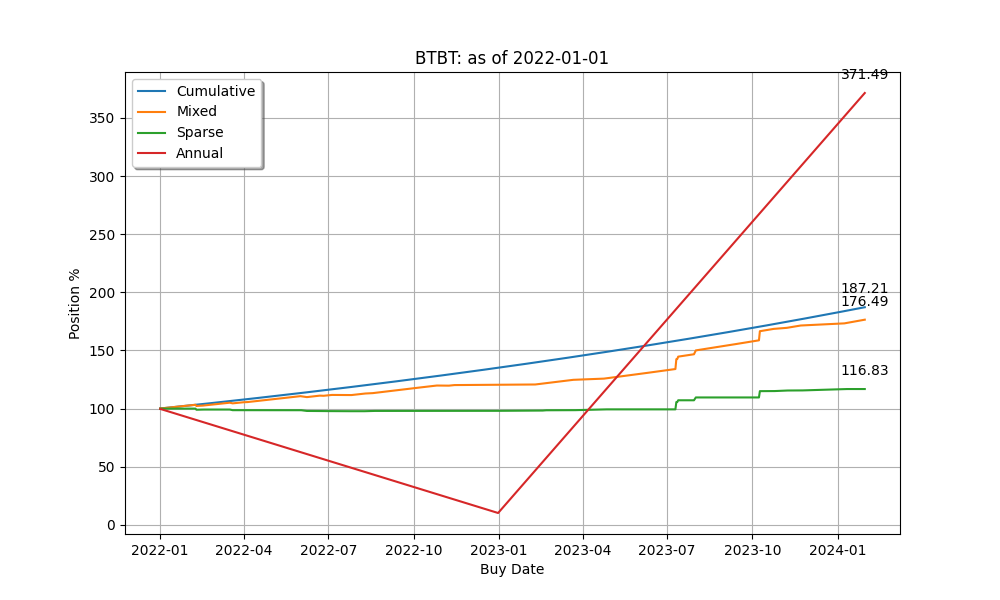 BTBT: as of 2022-01-01
Cumulative
Mixed
Sparse
Annual
371.49
187.21
176.49
116.83
Position %
350
300
250
200
150
100
50
0
2022-01 2022-04 2022-07 2022-10 2023-01 2023-04 2023-07 2023-10 2024-01
Buy Date